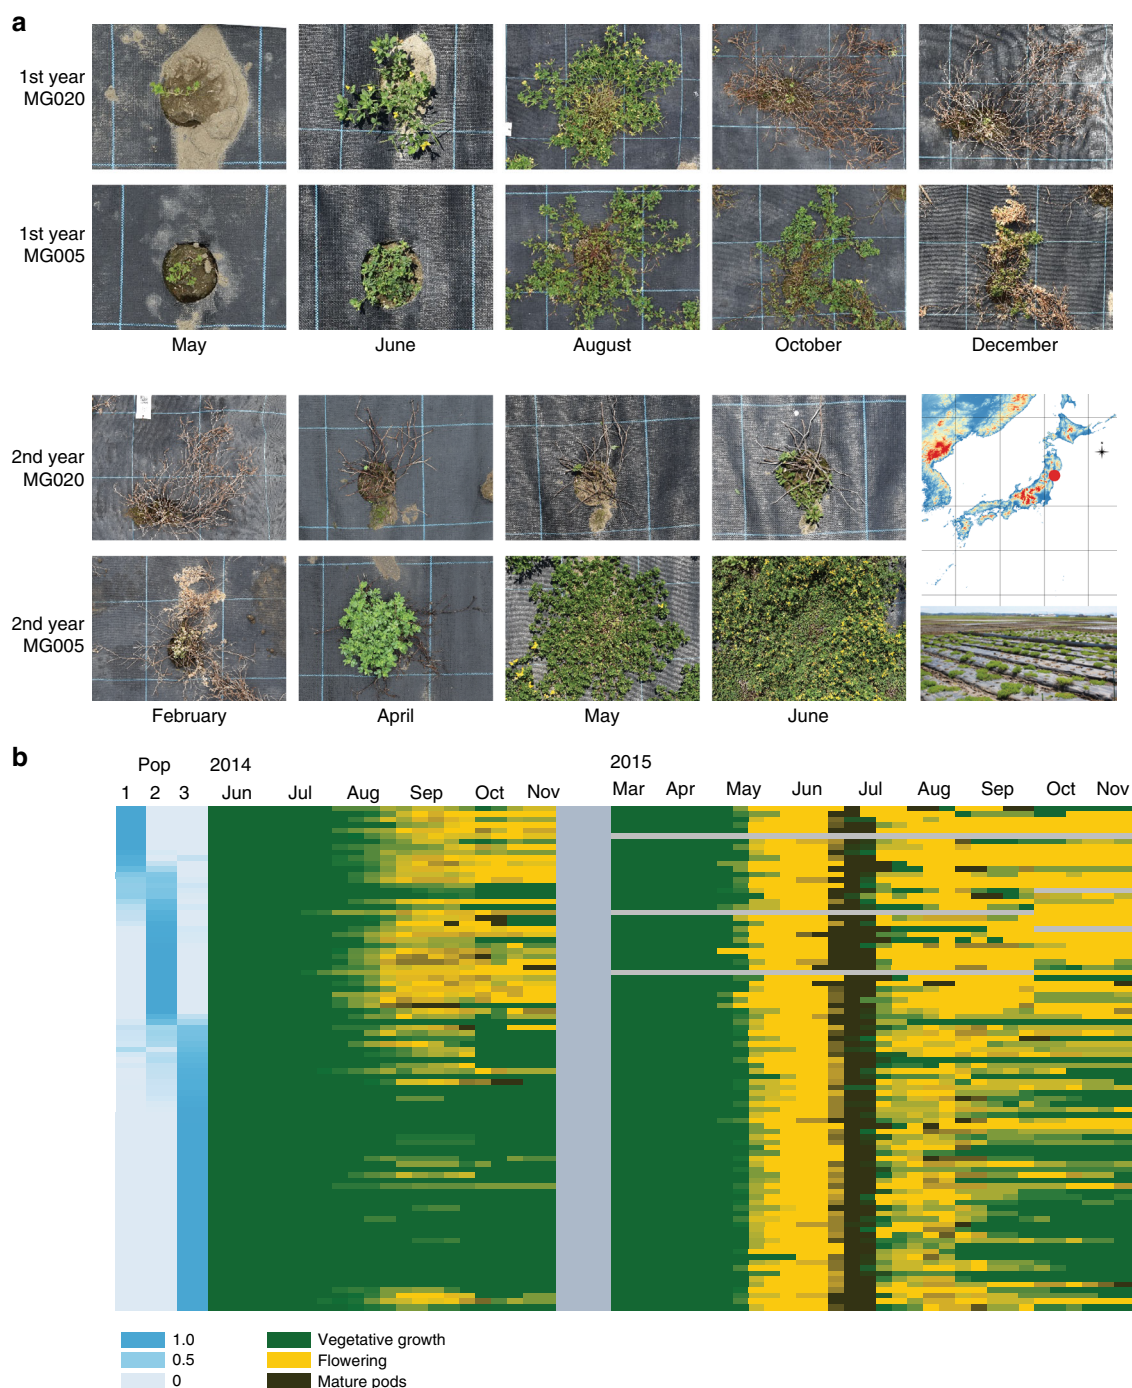 a
1st year
MG020
1st year
MG005
May June August October December
2nd year
MG020
2nd year
MG005
February April May June
b
Pop 2014 2015
1 2 3 Jun Jul Aug Sep Oct Nov Mar Apr May Jun Jul Aug Sep Oct Nov
1.0 Vegetative growth
0.5 Flowering
0 Mature pods